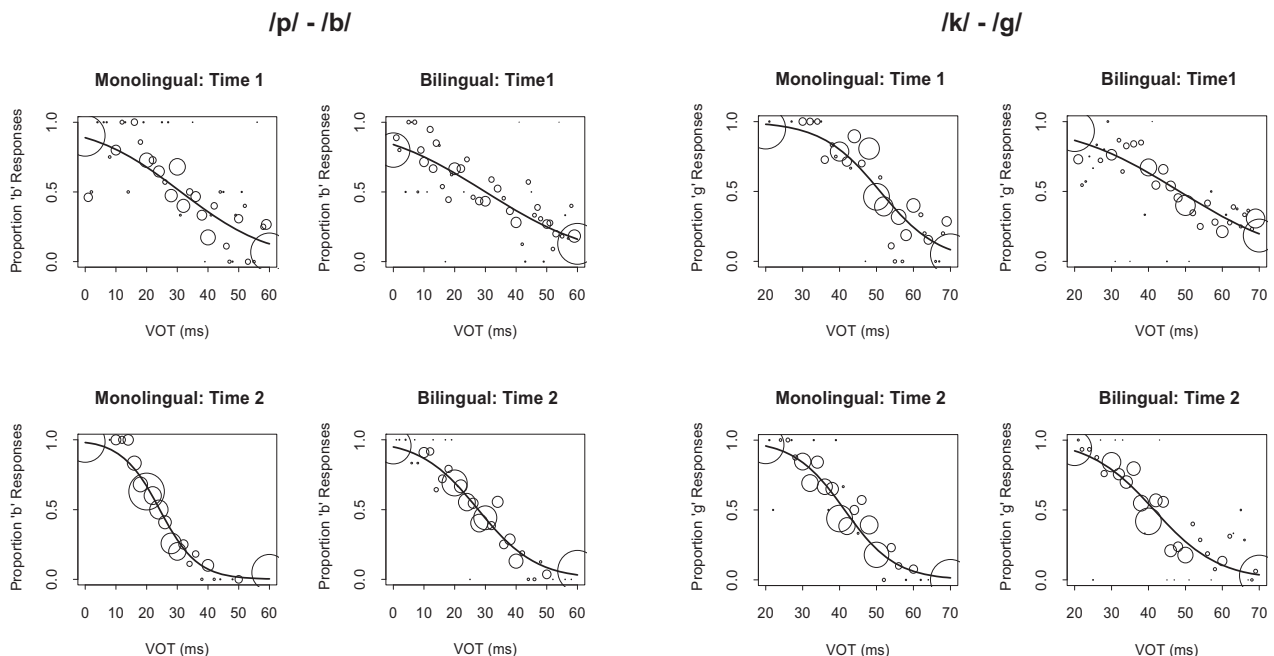 /p/ - /b/
/k/ - /g/
Monolingual: Time 1
Bilingual: Time1
Monolingual: Time 1
Bilingual: Time1
Proportion 'b' Responses
0.0 0.5 1.0
0 10 20 30 40 50 60
VOT (ms)
Proportion 'b' Responses
0.0 0.5 1.0
0 10 20 30 40 50 60
VOT (ms)
Proportion 'g' Responses
0.0 0.5 1.0
20 30 40 50 60 70
VOT (ms)
Proportion 'g' Responses
0.0 0.5 1.0
20 30 40 50 60 70
VOT (ms)
Monolingual: Time 2
Bilingual: Time 2
Monolingual: Time 2
Bilingual: Time 2
Proportion 'b' Responses
0.0 0.5 1.0
0 10 20 30 40 50 60
VOT (ms)
Proportion 'b' Responses
0.0 0.5 1.0
0 10 20 30 40 50 60
VOT (ms)
Proportion 'g' Responses
0.0 0.5 1.0
20 30 40 50 60 70
VOT (ms)
Proportion 'g' Responses
0.0 0.5 1.0
20 30 40 50 60 70
VOT (ms)